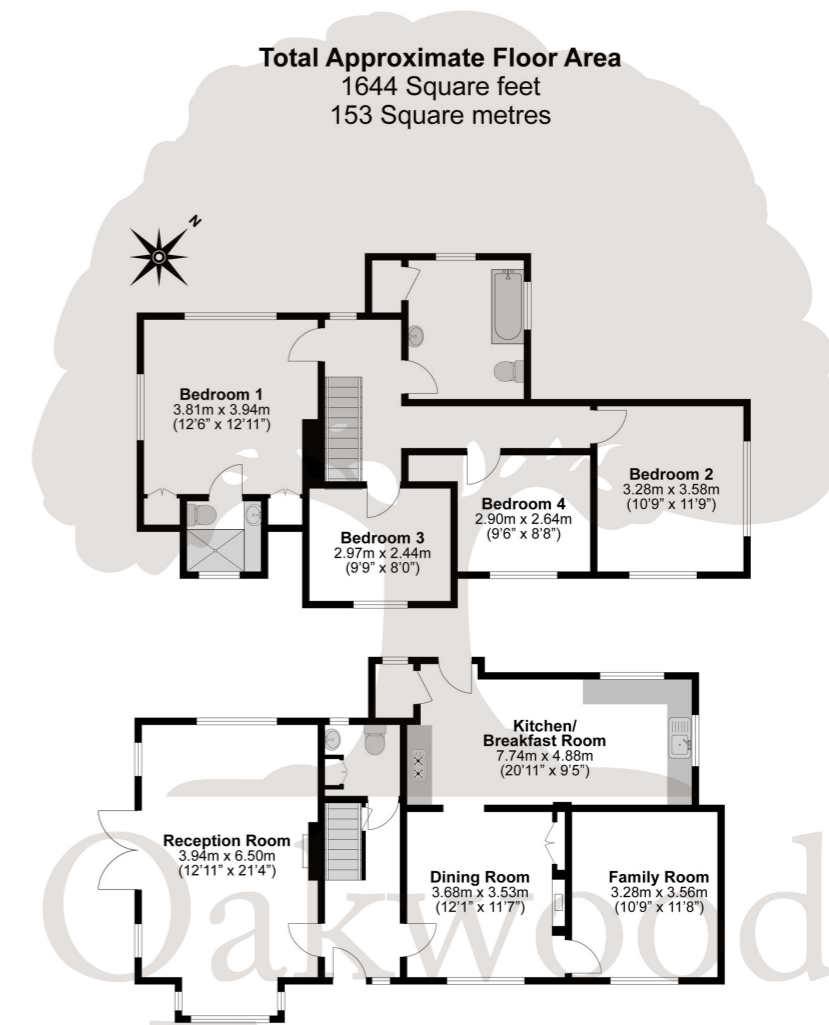 Total Approximate Floor Area
1644 Square feet
153 Square metres
N
Bedroom 1
3.81m x 3.94m
(12'6" x 12'11")
Bedroom 2
3.28m x 3.58m
(10'9" x 11'9")
Bedroom 4
2.90m x 2.64m
(9'6" x 8'8")
Bedroom 3
2.97m x 2.44m
(9'9" x 8'0")
Kitchen/
Breakfast Room
7.74m x 4.88m
(20'11" x 9'5")
Reception Room
3.94m x 6.50m
(12'11" x 21'4")
Dining Room
3.68m x 3.53m
(12'1" x 11'7")
Family Room
3.28m x 3.56m
(10'9" x 11'8")
Oakwood